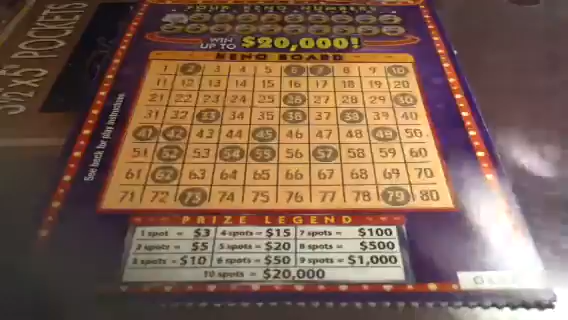 YOUR KENO NUMBERS
WIN
UP TO $20,000!
KENO BOARD
1 2 3 4 5 6 7 8 9 10
11 12 13 14 15 16 17 18 19 20
21 22 23 24 25 26 27 28 29 30
31 32 33 34 35 36 37 38 39 40
41 42 43 44 45 46 47 48 49 50
51 52 53 54 55 56 57 58 59 60
61 62 63 64 65 66 67 68 69 70
71 72 73 74 75 76 77 78 79 80
PRIZE LEGEND
1 spot = $3 4 spots = $15 7 spots = $100
2 spots = $5 5 spots = $20 8 spots = $500
3 spots = $10 6 spots = $50 9 spots = $1,000
10 spots = $20,000
See back for play instructions.
5½x5" POCKETS